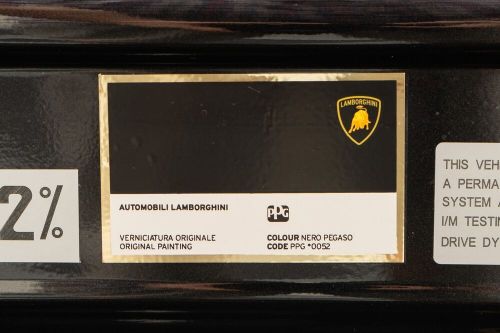 LAMBORGHINI
AUTOMOBILI LAMBORGHINI
PPG
VERNICIATURA ORIGINALE
ORIGINAL PAINTING
COLOUR NERO PEGASO
CODE PPG *0052
2%
THIS VEH
A PERMA
SYSTEM A
I/M TESTIN
DRIVE DY